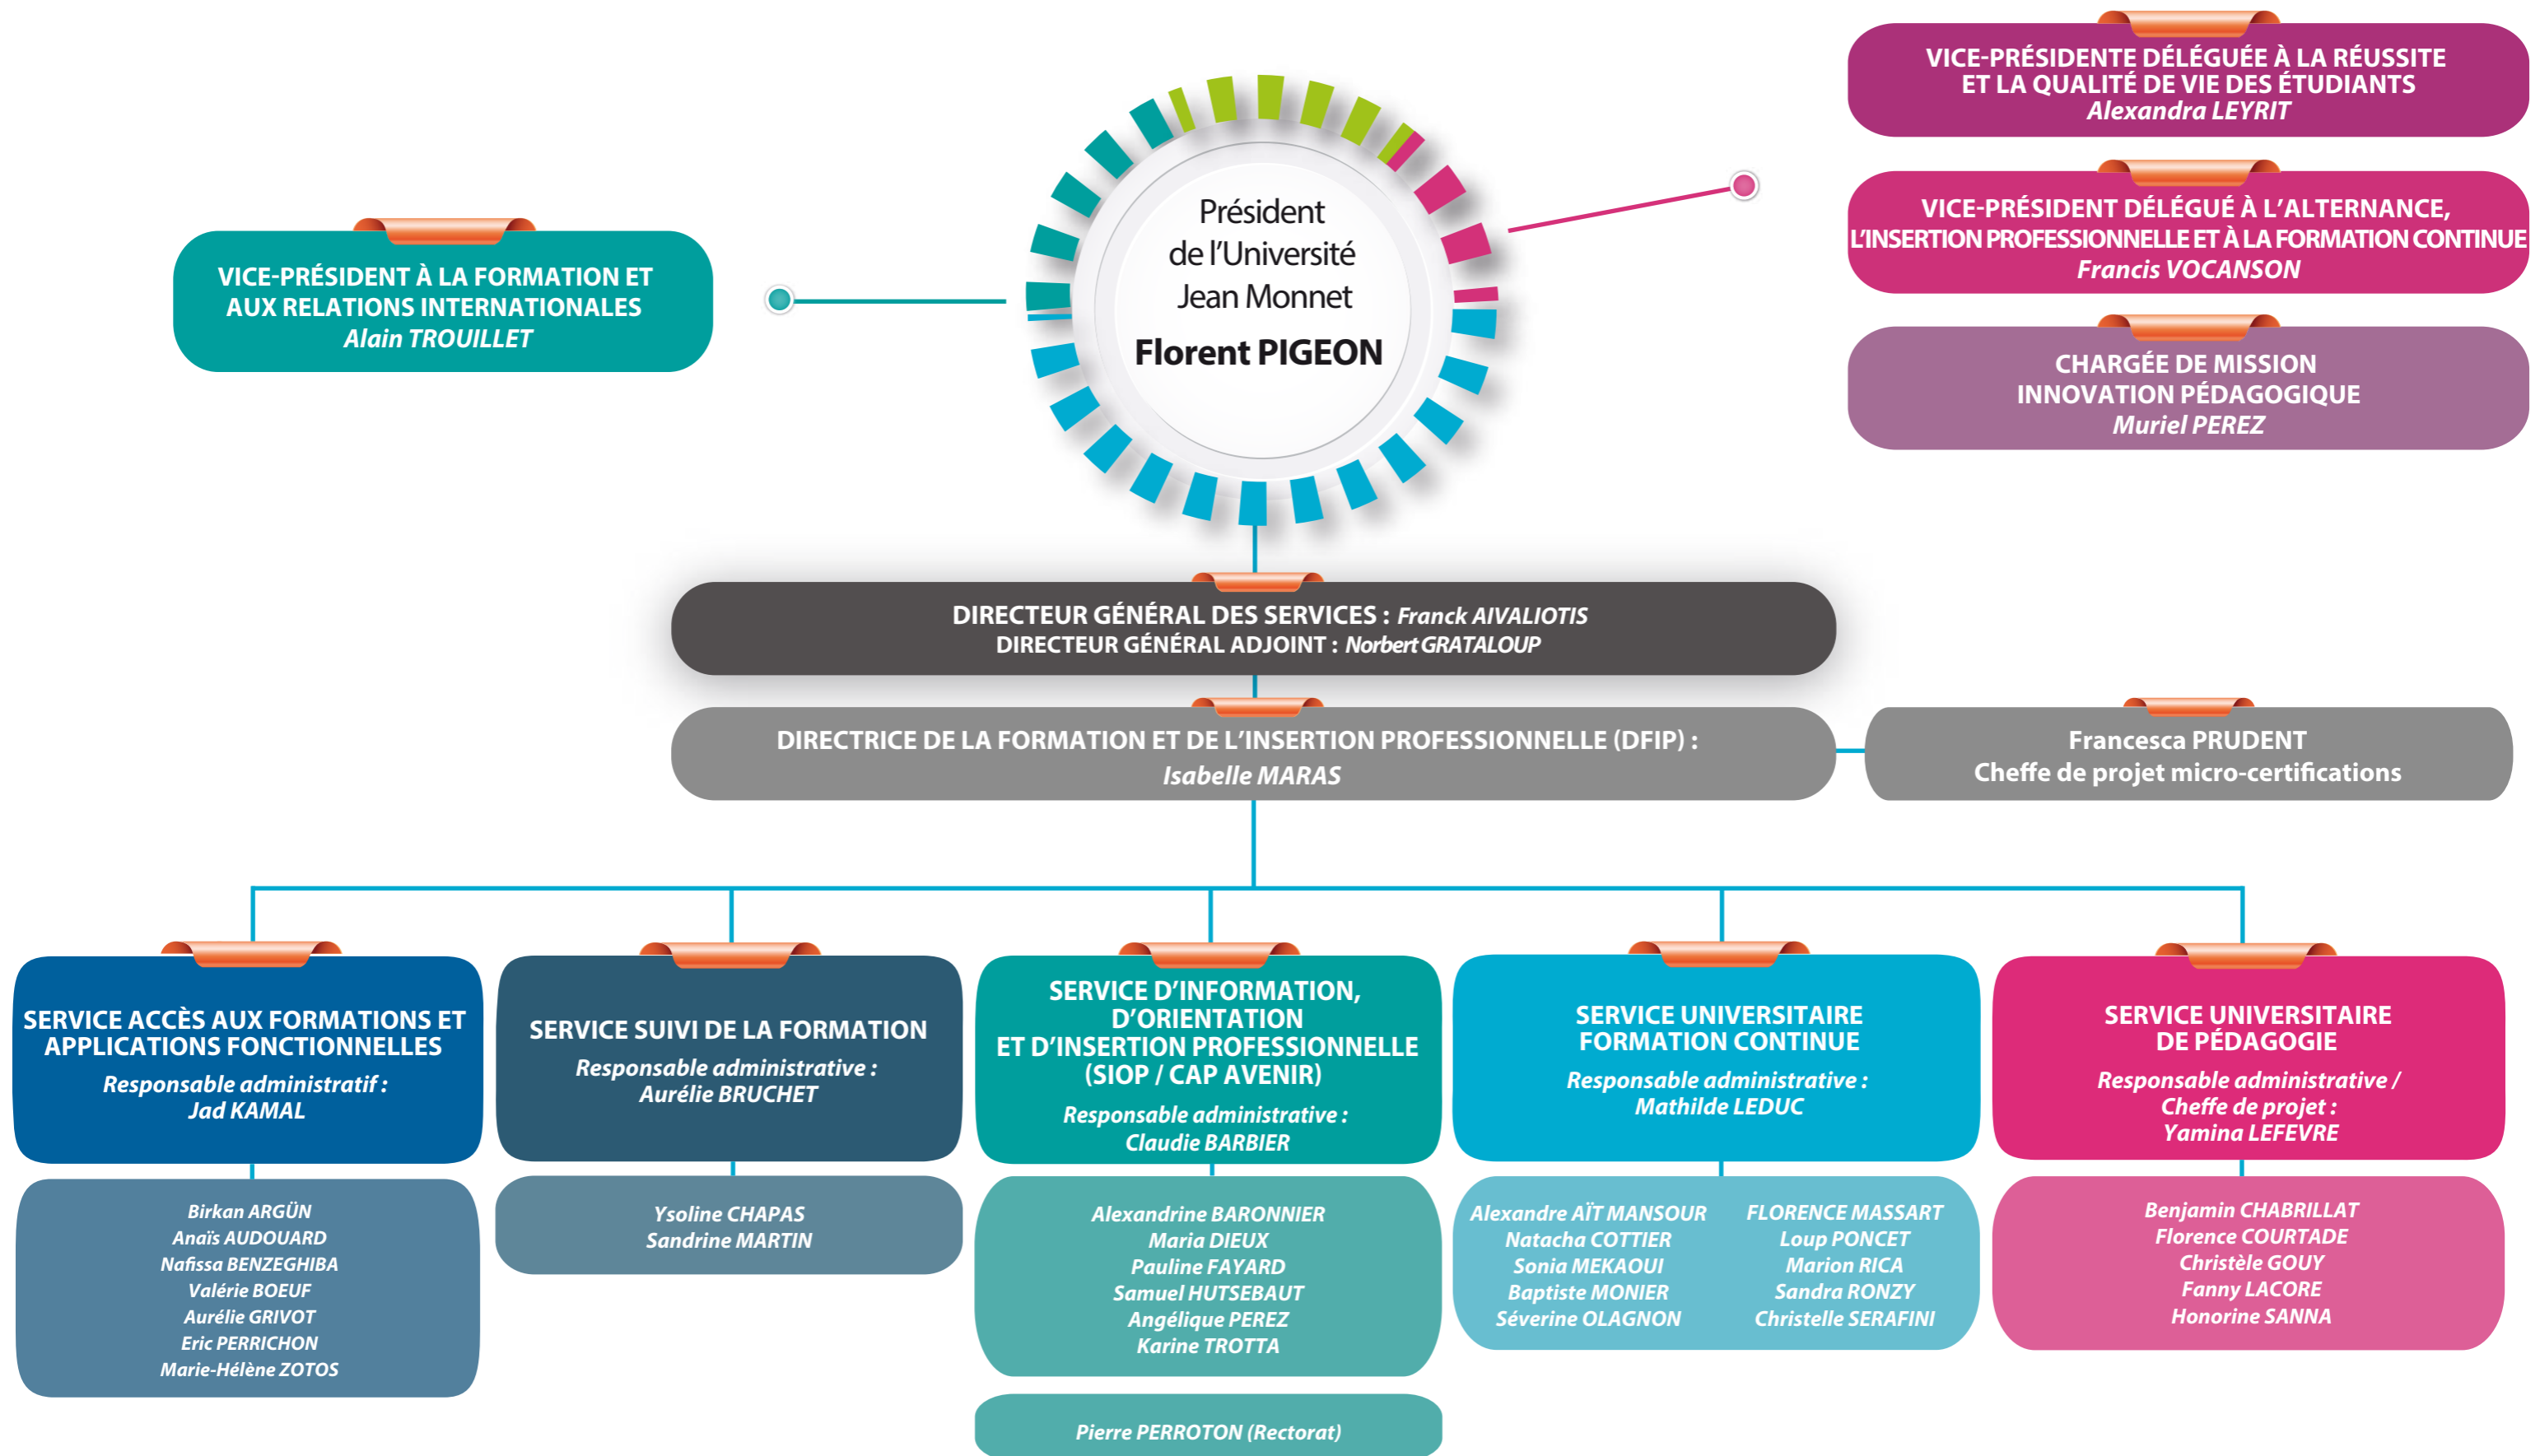 VICE-PRÉSIDENTE DÉLÉGUÉE À LA RÉUSSITE
ET LA QUALITÉ DE VIE DES ÉTUDIANTS
Alexandra LEYRIT
VICE-PRÉSIDENT DÉLÉGUÉ À L'ALTERNANCE,
L'INSERTION PROFESSIONNELLE ET À LA FORMATION CONTINUE
Francis VOCANSON
CHARGÉE DE MISSION
INNOVATION PÉDAGOGIQUE
Muriel PEREZ
Président
de l'Université
Jean Monnet
Florent PIGEON
VICE-PRÉSIDENT À LA FORMATION ET
AUX RELATIONS INTERNATIONALES
Alain TROUILLET
DIRECTEUR GÉNÉRAL DES SERVICES : Franck AIVALIOTIS
DIRECTEUR GÉNÉRAL ADJOINT : Norbert GRATALOUP
DIRECTRICE DE LA FORMATION ET DE L'INSERTION PROFESSIONNELLE (DFIP) :
Isabelle MARAS
Francesca PRUDENT
Cheffe de projet micro-certifications
SERVICE ACCÈS AUX FORMATIONS ET
APPLICATIONS FONCTIONNELLES
Responsable administratif :
Jad KAMAL
Birkan ARGÜN
Anaïs AUDOUARD
Nafissa BENZEGHIBA
Valérie BOEUF
Aurélie GRIVOT
Eric PERRICHON
Marie-Hélène ZOTOS
SERVICE SUIVI DE LA FORMATION
Responsable administrative :
Aurélie BRUCHET
Ysoline CHAPAS
Sandrine MARTIN
SERVICE D'INFORMATION,
D'ORIENTATION
ET D'INSERTION PROFESSIONNELLE
(SIOP / CAP AVENIR)
Responsable administrative :
Claudie BARBIER
Alexandrine BARONNIER
Maria DIEUX
Pauline FAYARD
Samuel HUTSEBAUT
Angélique PEREZ
Karine TROTTA
Pierre PERROTON (Rectorat)
SERVICE UNIVERSITAIRE
FORMATION CONTINUE
Responsable administrative :
Mathilde LEDUC
Alexandre AÏT MANSOUR
Natacha COTTIER
Sonia MEKAOUI
Baptiste MONIER
Séverine OLAGNON
FLORENCE MASSART
Loup PONCET
Marion RICA
Sandra RONZY
Christelle SERAFINI
SERVICE UNIVERSITAIRE
DE PÉDAGOGIE
Responsable administrative /
Cheffe de projet :
Yamina LEFEVRE
Benjamin CHABRILLAT
Florence COURTADE
Christèle GOUY
Fanny LACORE
Honorine SANNA